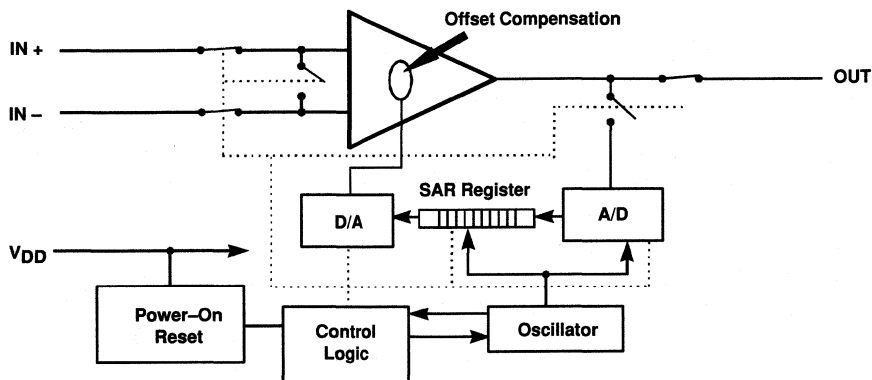 Offset Compensation
IN +
OUT
IN –
SAR Register
D/A
A/D
VDD
Power–On
Reset
Control
Logic
Oscillator